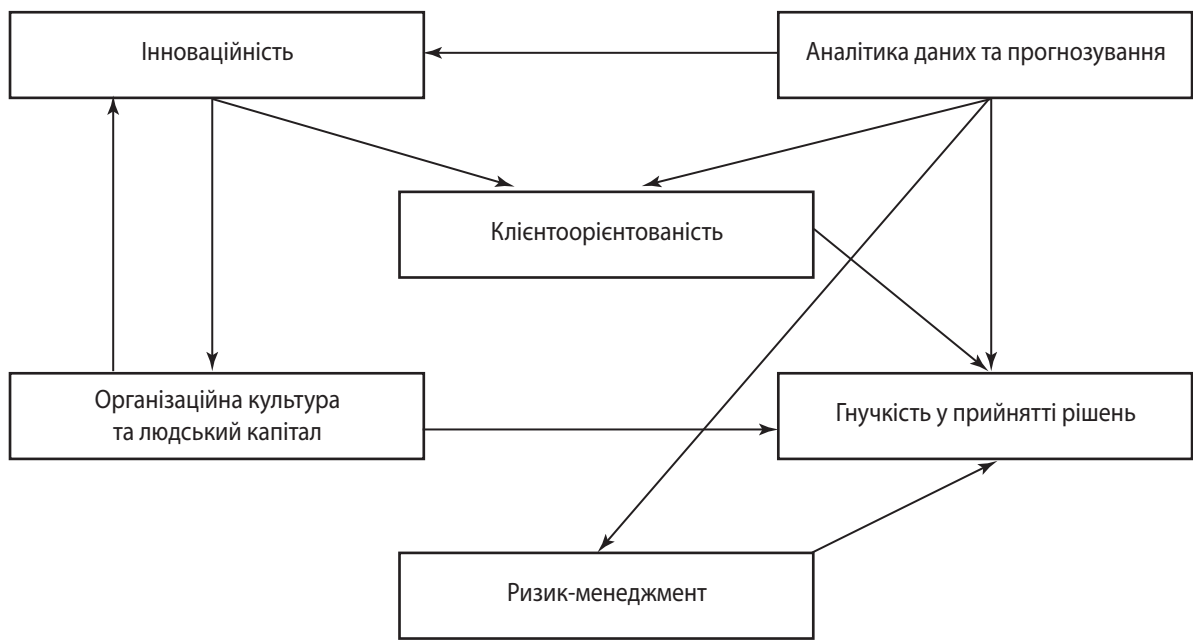 Інноваційність
Аналітика даних та прогнозування
Клієнтоорієнтованість
Організаційна культура
та людський капітал
Гнучкість у прийнятті рішень
Ризик-менеджмент